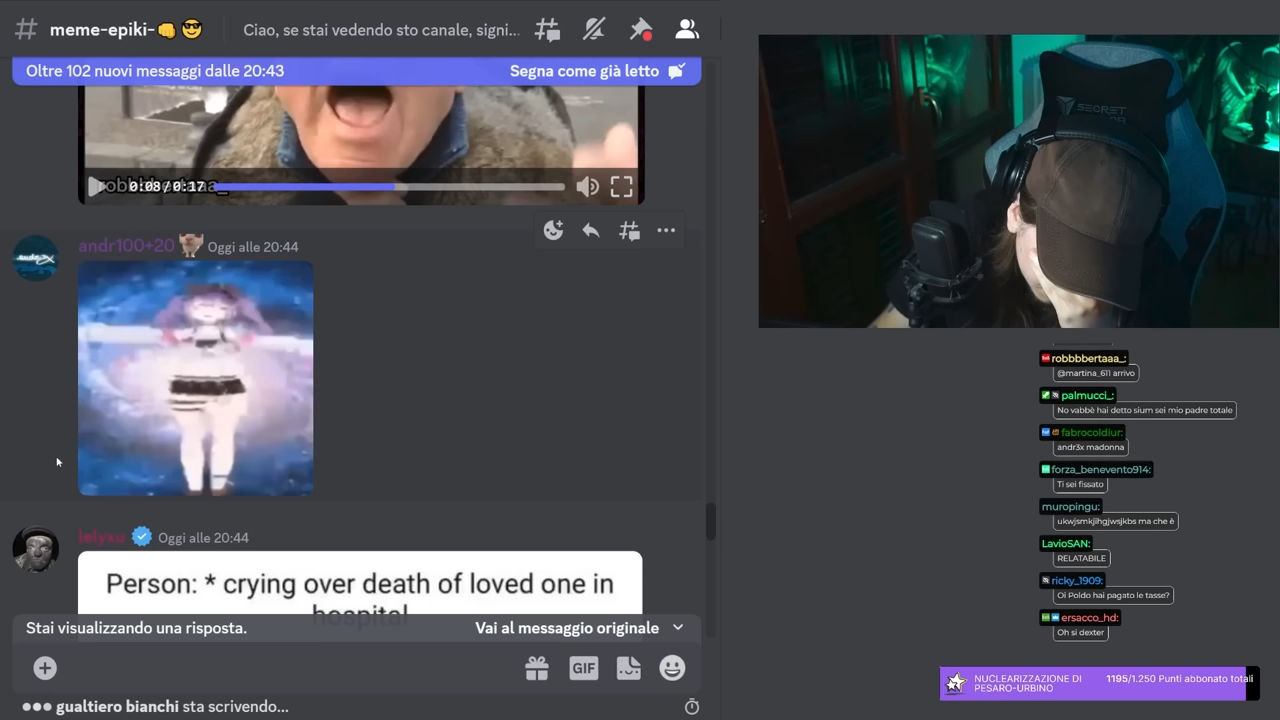 meme-epiki-👊😎
Ciao, se stai vedendo sto canale, signi...
Oltre 102 nuovi messaggi dalle 20:43
Segna come già letto
0:08/0:17
andr100+20 Oggi alle 20:44
lelyxu Oggi alle 20:44
Person: * crying over death of loved one in
hospital
Stai visualizzando una risposta.
Vai al messaggio originale
GIF
gualtiero bianchi sta scrivendo...
SECRET
robbbbertaaa_:
@martina_611 arrivo
palmucci_:
No vabbè hai detto sium sei mio padre totale
fabrocoldiur:
andr3x madonna
forza_benevento914:
Ti sei fissato
muropingu:
ukwjsmkjihgjwsjkbs ma che è
LavioSAN:
RELATABILE
ricky_1909:
Oi Poldo hai pagato le tasse?
ersacco_hd:
Oh si dexter
NUCLEARIZZAZIONE DI
PESARO-URBINO
1195/1.250 Punti abbonato totali